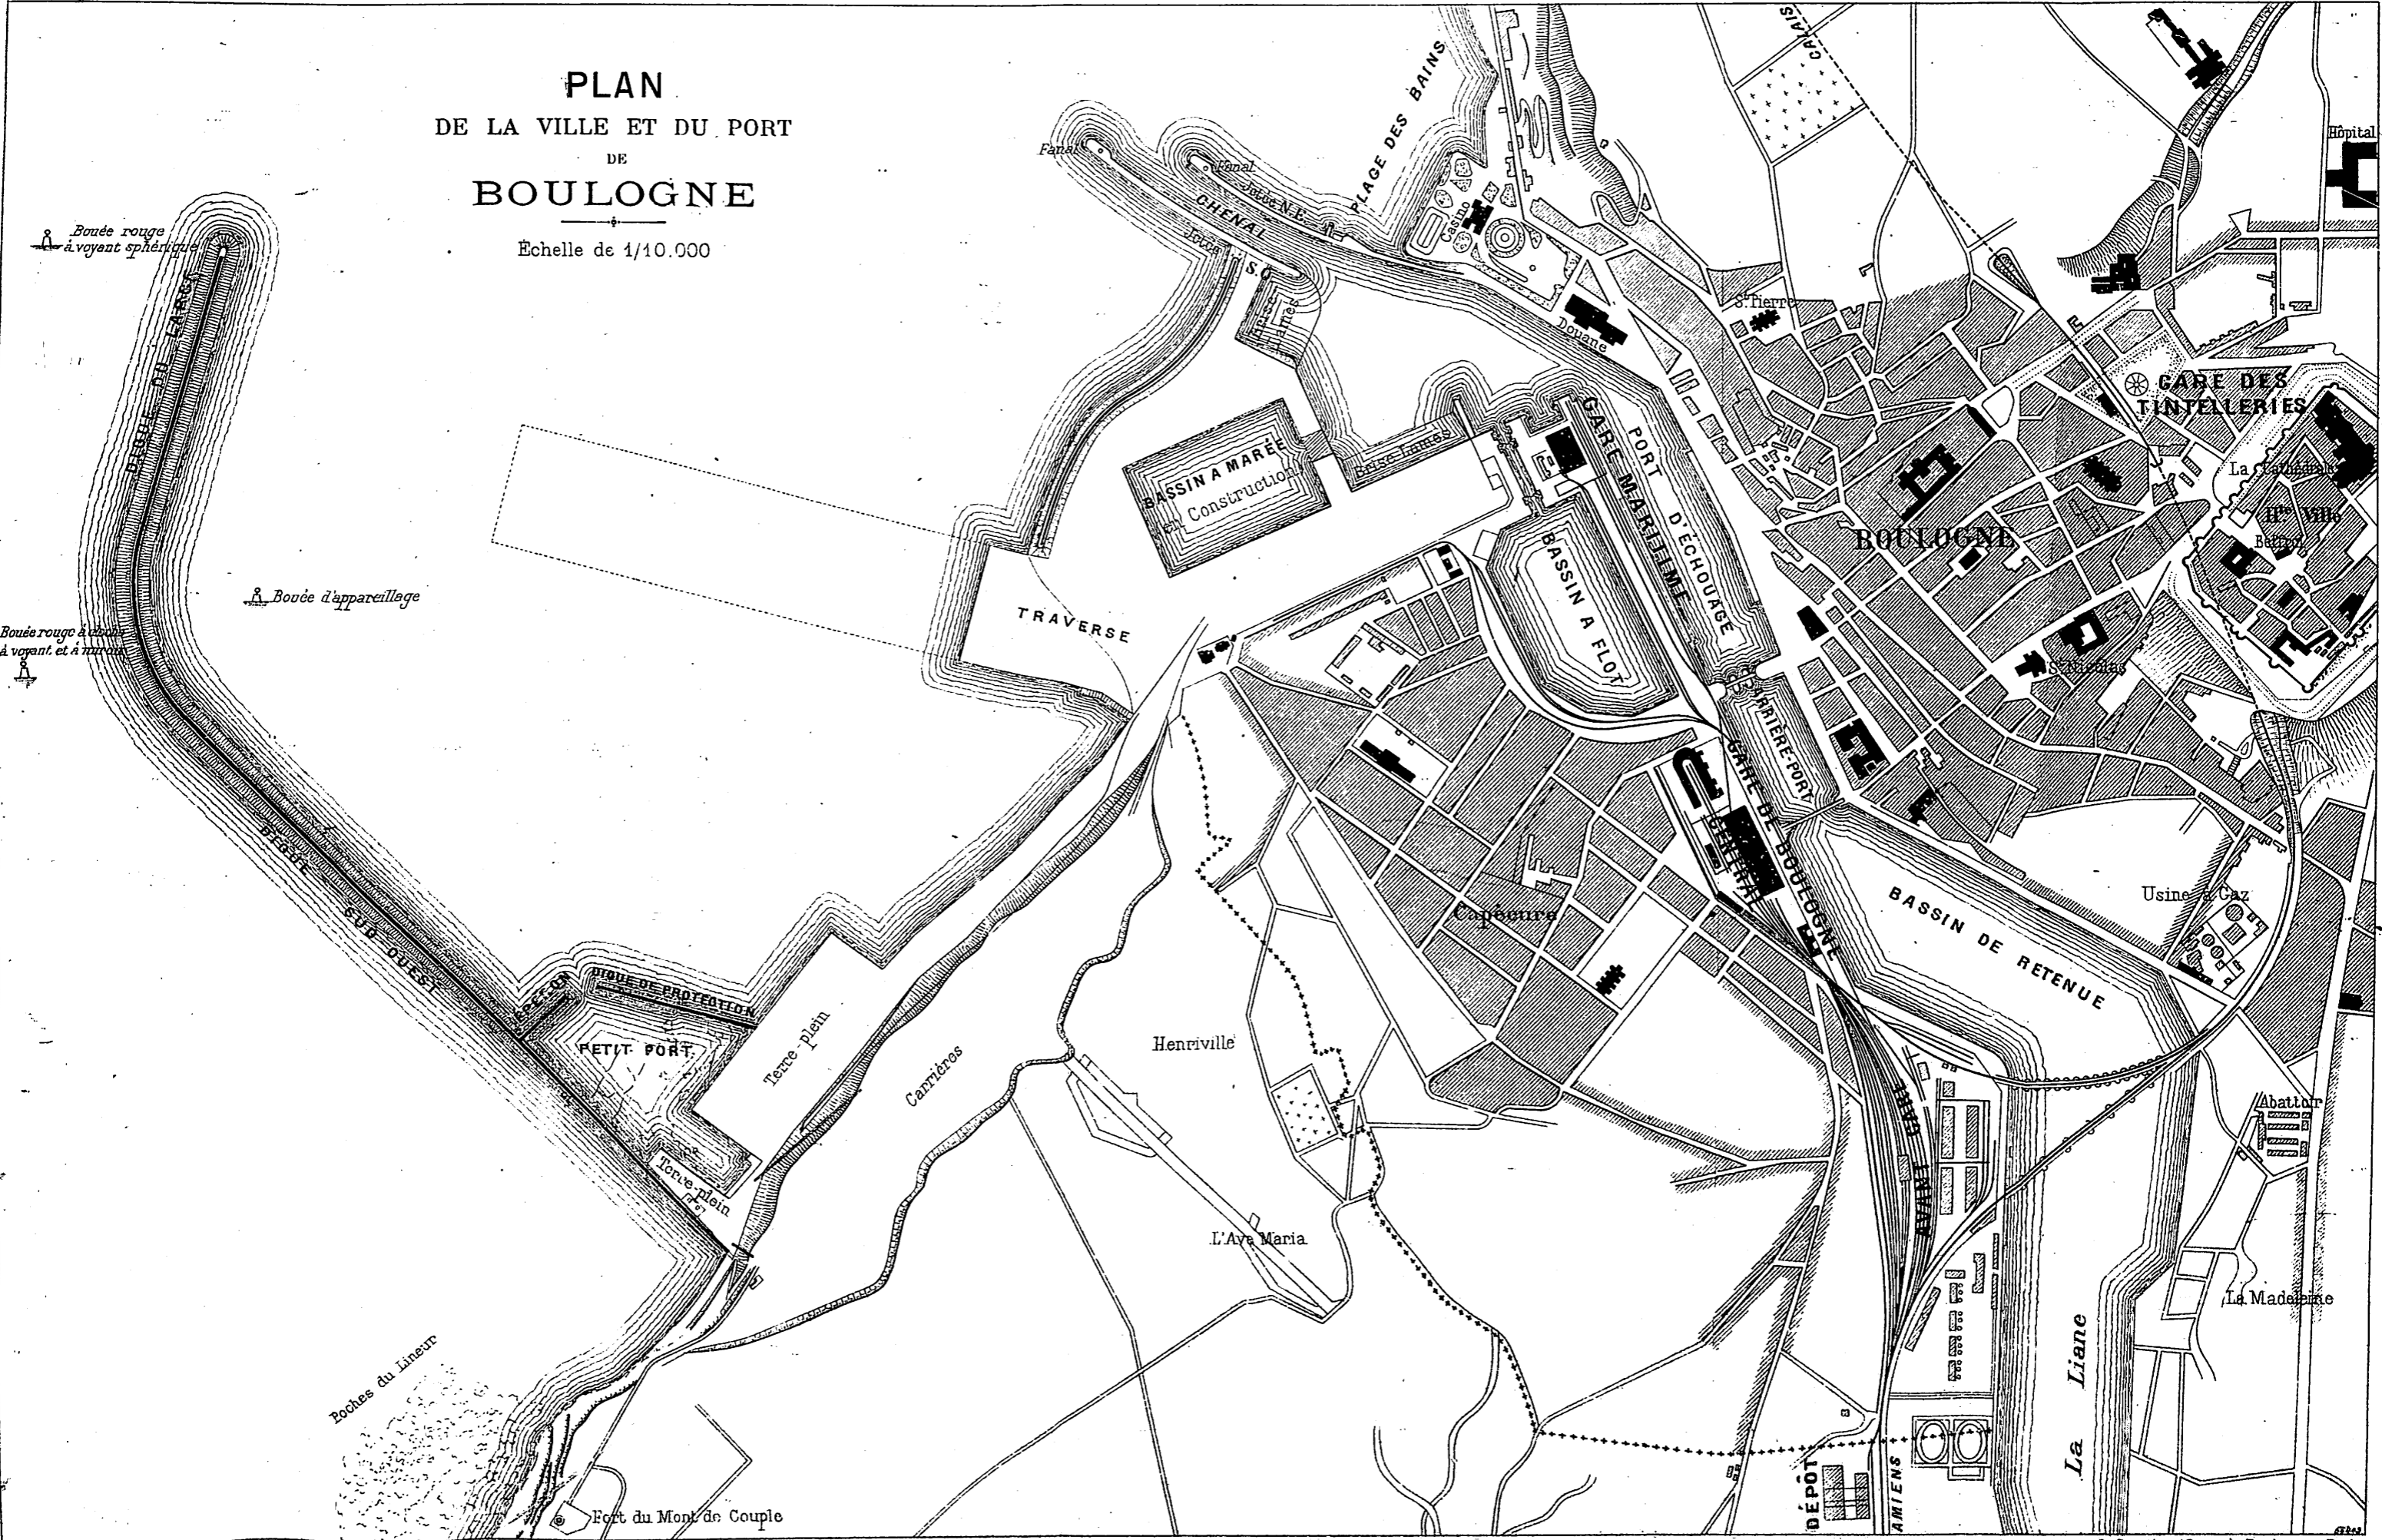 PLAN
DE LA VILLE ET DU PORT
DE
BOULOGNE
Échelle de 1/10.000
Bouée rouge
à voyant sphérique
DIGUE DU LARGE
Bouée d'appareillage
Bouée rouge à
à voyant et à
DIGUE SUD OUEST
EPERON
DIGUE DE PROTECTION
PETIT PORT
Terre-plein
Terre-plein
Carrières
Roches du Lineur
Fort du Mont de Couple
Fanal
Fanal
Jetée N.E.
CHENAL
Jetée
S.O
Brise
Lames
PLAGE DES BAINS
Casino
Douane
CALAIS
St Pierre
Hôpital
GARE DES
TINTELLERIES
La Cathédrale
Hte Ville
Beffroi
BOULOGNE
St Nicolas
BASSIN A MARÉE
en Construction
Brise-Lames
GARE MARITIME
PORT D'ÉCHOUAGE
BASSIN A FLOT
TRAVERSE
ARRIÈRE-PORT
GARE DE BOULOGNE
CENTRAL
Capécure
BASSIN DE RETENUE
Usine à Gaz
Henriville
L'Ave Maria
AVANT GARE
Abattoir
La Madeleine
La Liane
DÉPÔT
AMIENS